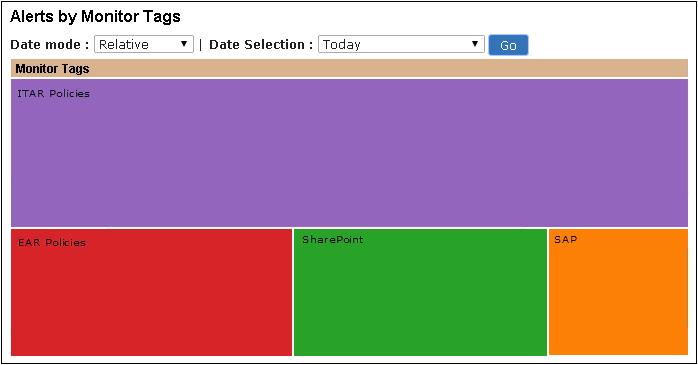 Alerts by Monitor Tags
Date mode : Relative | Date Selection : Today Go
Monitor Tags
ITAR Policies
EAR Policies SharePoint SAP